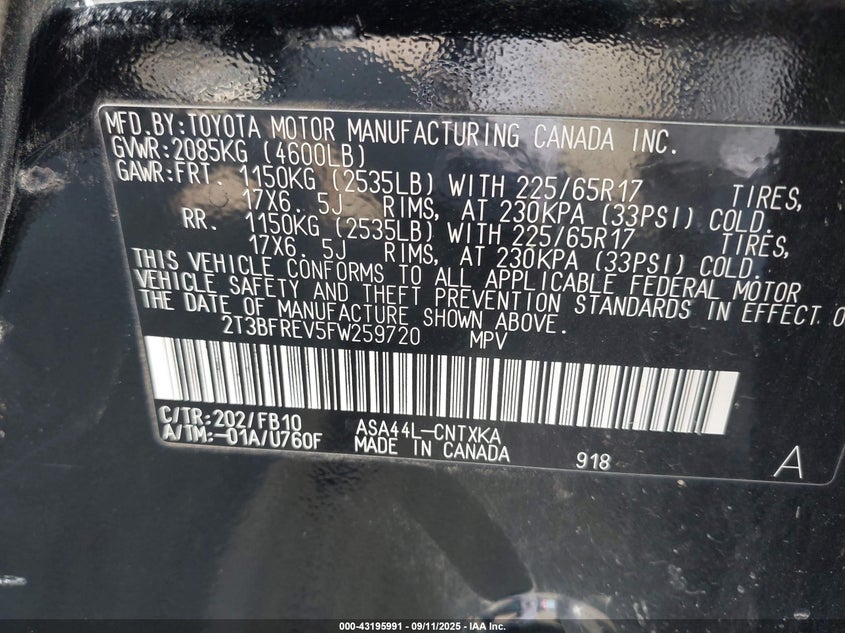 MFD.BY:TOYOTA MOTOR MANUFACTURING CANADA INC.
GVWR:2085KG (4600LB)
GAWR:FRT. 1150KG (2535LB) WITH 225/65R17 TIRES,
17X6. 5J RIMS, AT 230KPA (33PSI) COLD.
RR. 1150KG (2535LB) WITH 225/65R17 TIRES,
17X6. 5J RIMS, AT 230KPA (33PSI) COLD.
THIS VEHICLE CONFORMS TO ALL APPLICABLE FEDERAL MOTOR
VEHICLE SAFETY AND THEFT PREVENTION STANDARDS IN EFFECT O
THE DATE OF MANUFACTURE SHOWN ABOVE.
2T3BFREV5FW259720 MPV
C/TR:202/FB10 ASA44L-CNTXKA
A/TM:-01A/U760F MADE IN CANADA
918 A
000-43195991 - 09/11/2025 - IAA Inc.